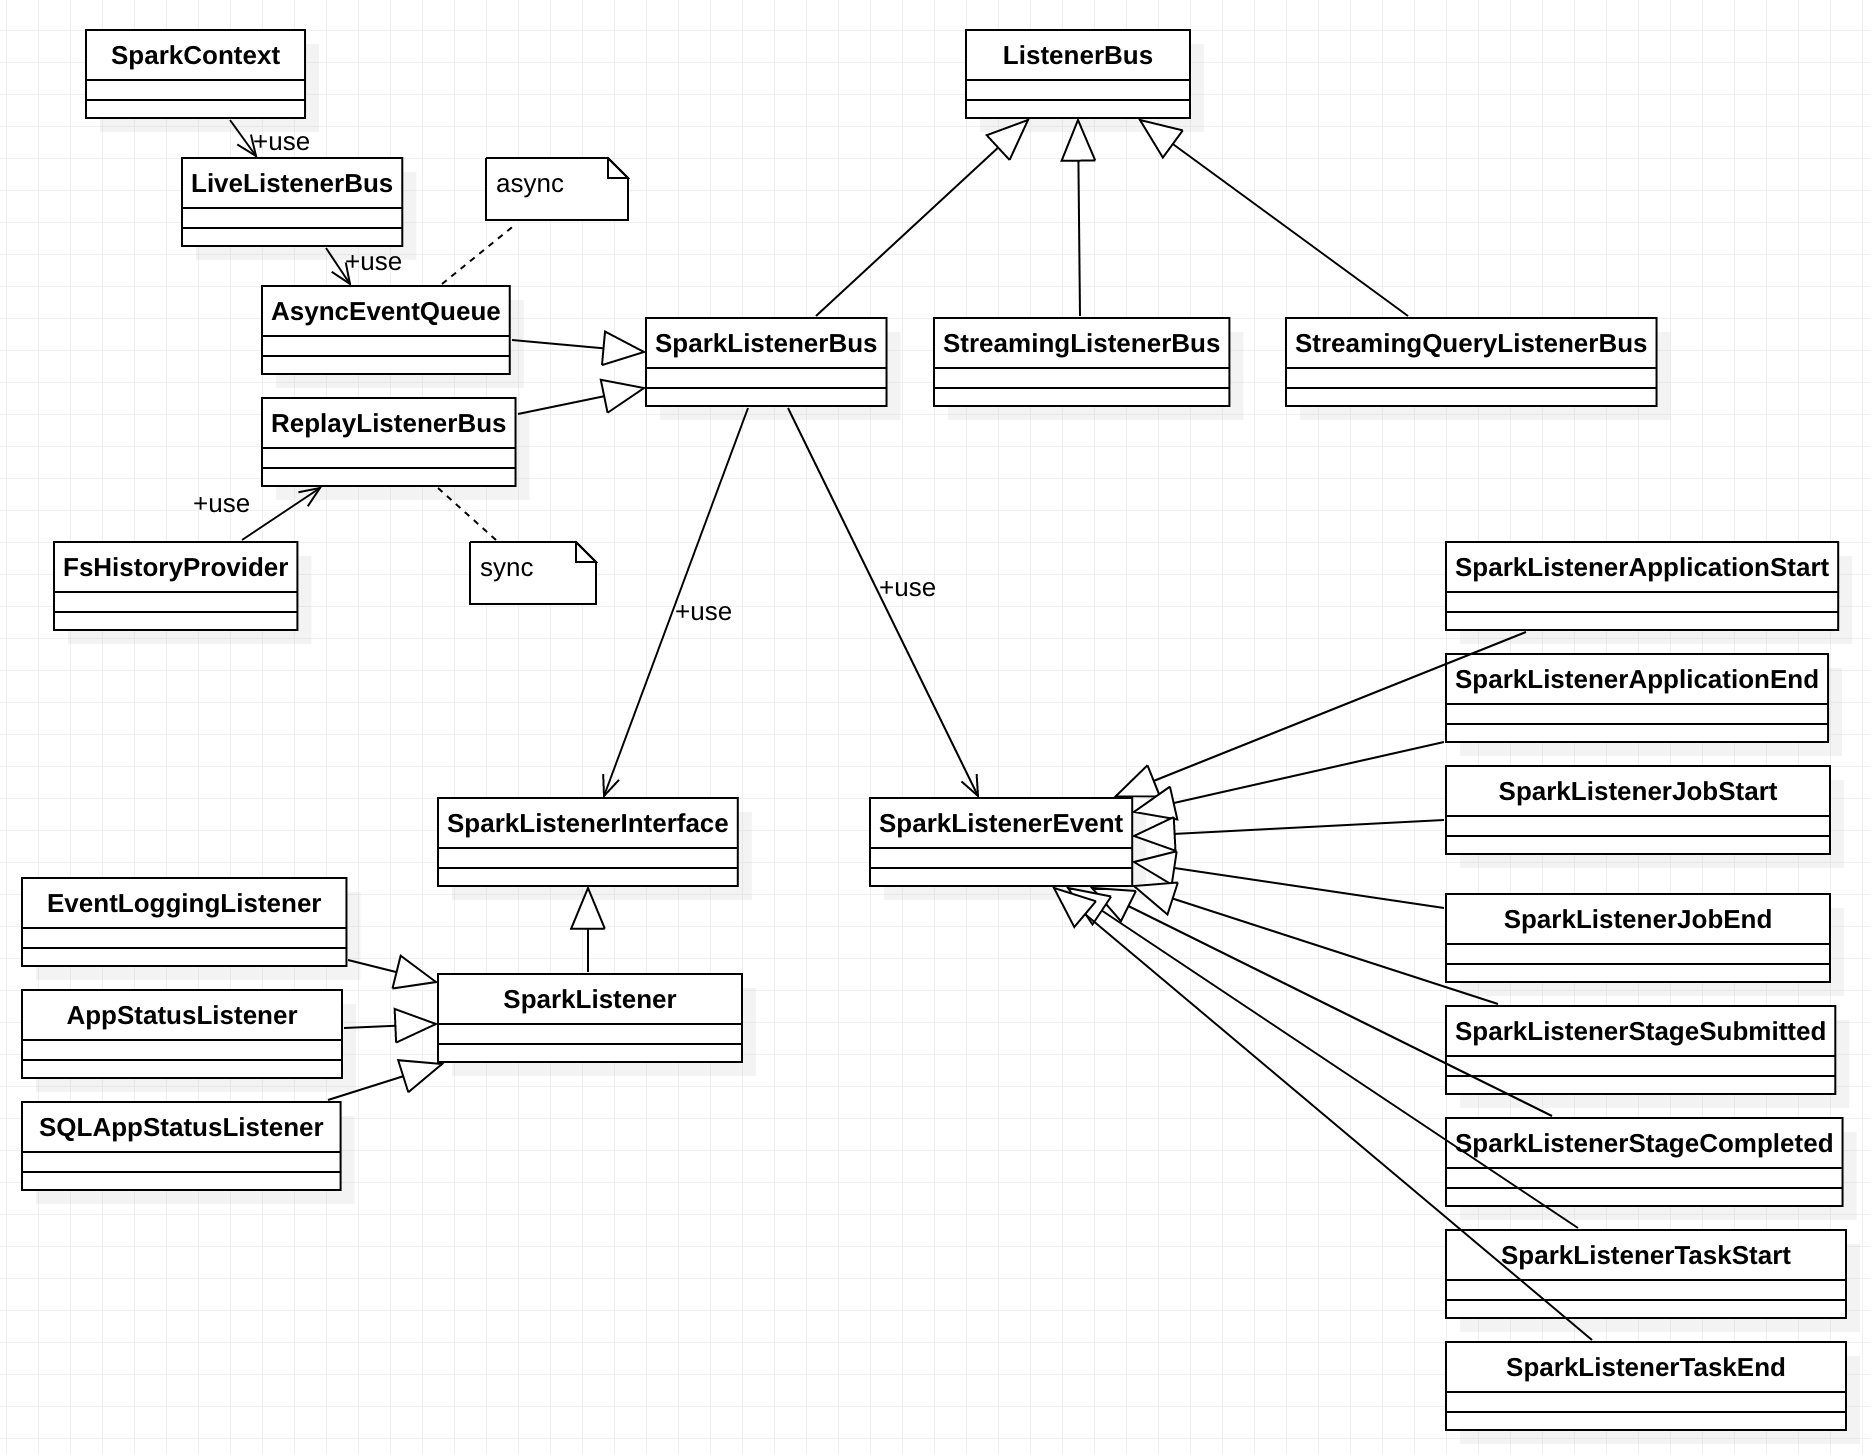 SparkContext
ListenerBus
+use
LiveListenerBus
async
+use
AsyncEventQueue
SparkListenerBus
StreamingListenerBus
StreamingQueryListenerBus
ReplayListenerBus
+use
FsHistoryProvider
sync
+use
+use
SparkListenerApplicationStart
SparkListenerApplicationEnd
SparkListenerJobStart
SparkListenerInterface
SparkListenerEvent
EventLoggingListener
SparkListenerJobEnd
AppStatusListener
SparkListener
SparkListenerStageSubmitted
SQLAppStatusListener
SparkListenerStageCompleted
SparkListenerTaskStart
SparkListenerTaskEnd